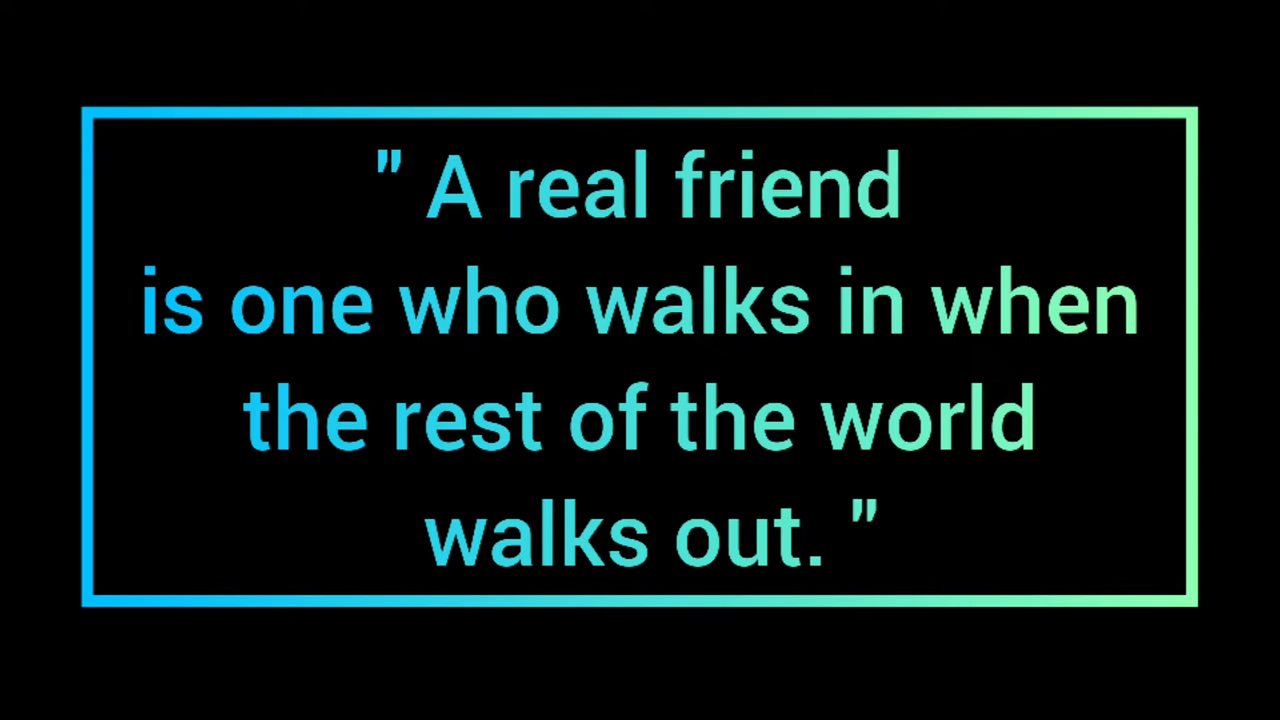 " A real friend
is one who walks in when
the rest of the world
walks out. "